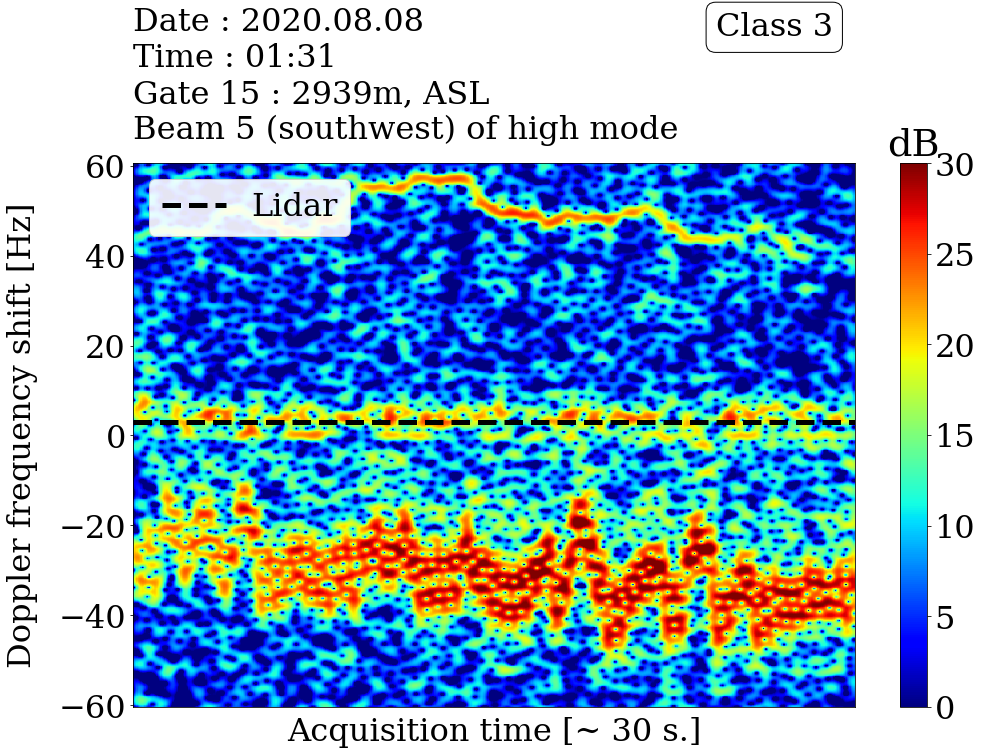 Date : 2020.08.08
Time : 01:31
Gate 15 : 2939m, ASL
Beam 5 (southwest) of high mode
Class 3
dB
Lidar
Doppler frequency shift [Hz]
60
40
20
0
−20
−40
−60
30
25
20
15
10
5
0
Acquisition time [~ 30 s.]